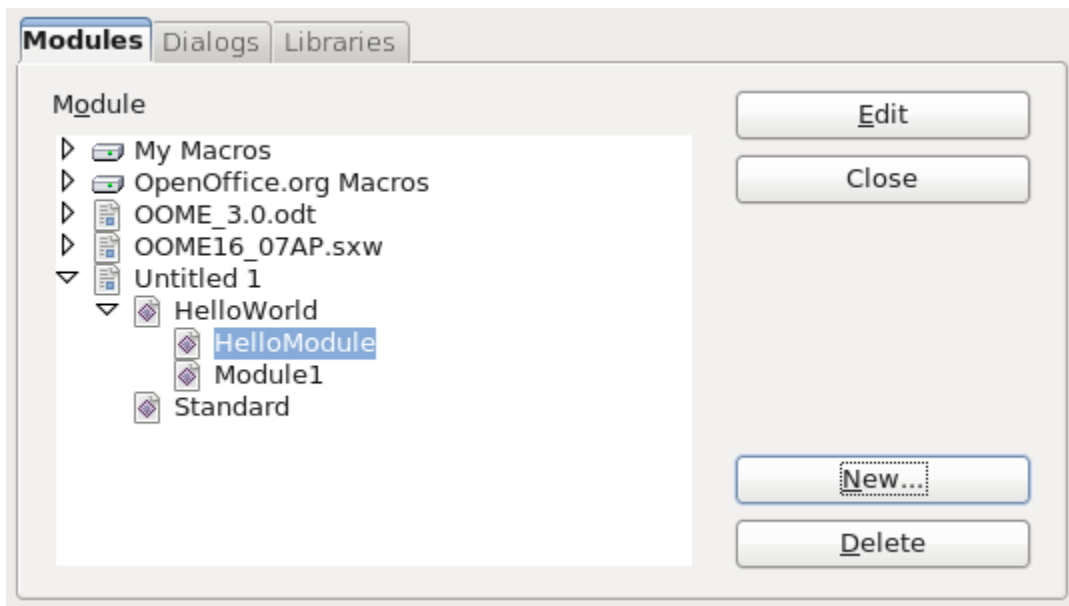 Modules Dialogs Libraries
Module
Edit
My Macros
OpenOffice.org Macros
Close
OOME_3.0.odt
OOME16_07AP.sxw
Untitled 1
HelloWorld
HelloModule
Module1
Standard
New...
Delete